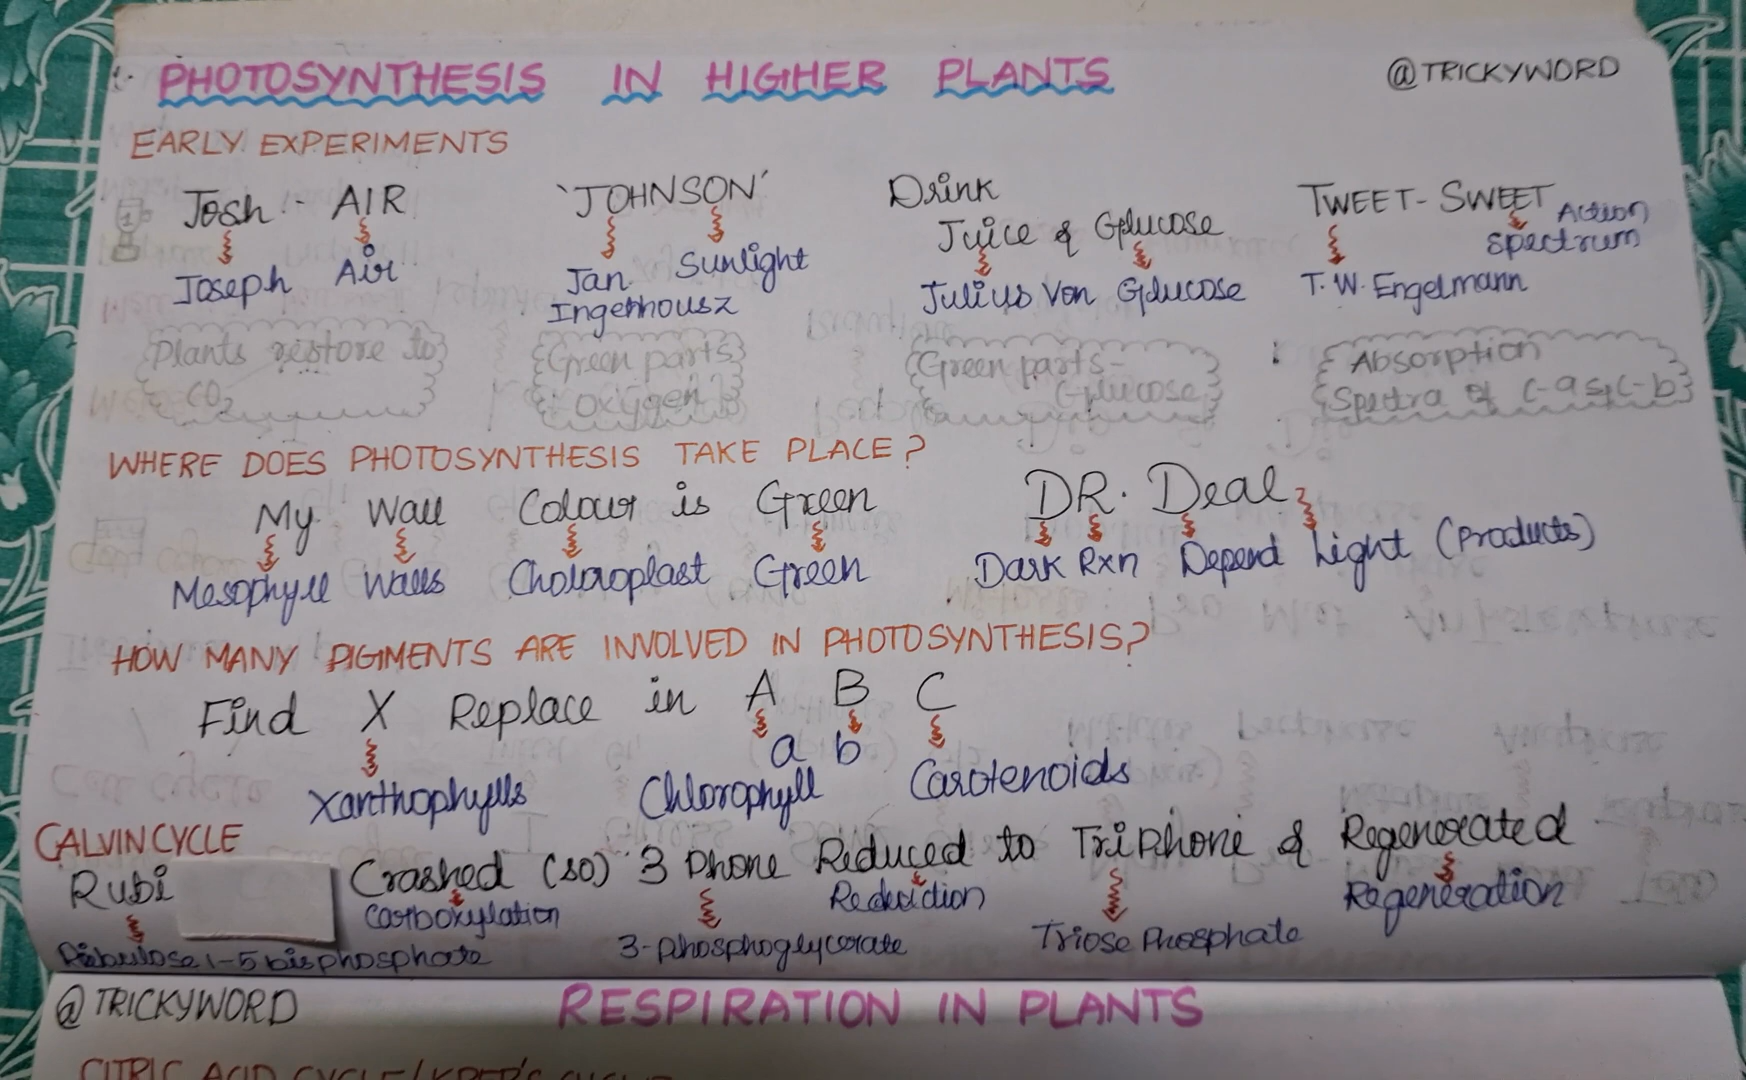 PHOTOSYNTHESIS IN HIGHER PLANTS
@TRICKYWORD
EARLY EXPERIMENTS
Josh :- AIR
Joseph Air
'JOHNSON'
Jan Sunlight
Ingenhousz
Drink
Juice & Glucose
Julius Von Glucose
TWEET- SWEET
Action
Spectrum
T. W. Engelmann
Plants restore to
CO2
Green parts
oxygen
Green parts-
Glucose
Absorption
Spectra of C-a & C-b
WHERE DOES PHOTOSYNTHESIS TAKE PLACE?
My Wall Colour is Green
Mesophyll Walls Choloroplast Green
DR. Deal
Dark Rxn Depend Light (Products)
HOW MANY PIGMENTS ARE INVOLVED IN PHOTOSYNTHESIS?
Find X Replace in A B C
a b
Xanthophylls Chlorophyll Carotenoids
CALVIN CYCLE
Rubi Crashed (so) 3 Phone Reduced to TriPhone & Regenerated
Carboxylation Reducidtion Regeneration
Ribulose 1-5 bisphosphate 3-Phosphoglycerate Triose Phosphate
@TRICKYWORD
RESPIRATION IN PLANTS
CITRIC ACID CYCLE/